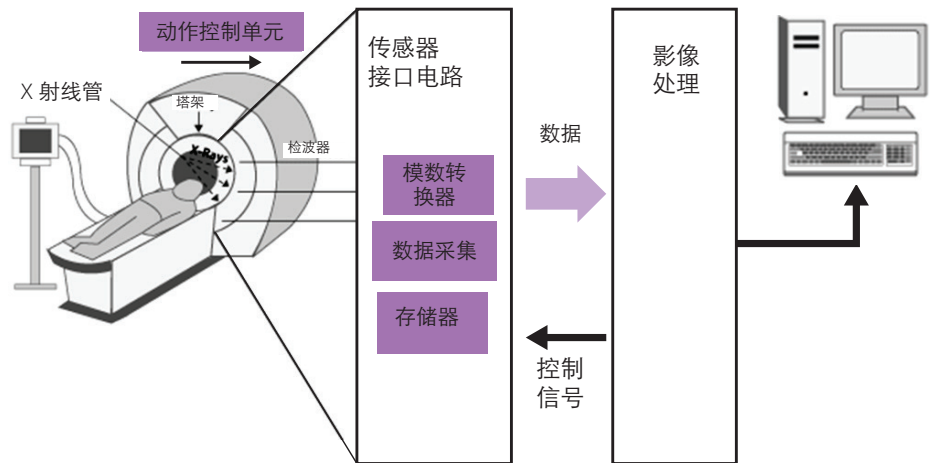 动作控制单元
X 射线管
塔架
X-Rays
检波器
传感器
接口电路
模数转
换器
数据采集
存储器
数据
控制
信号
影像
处理